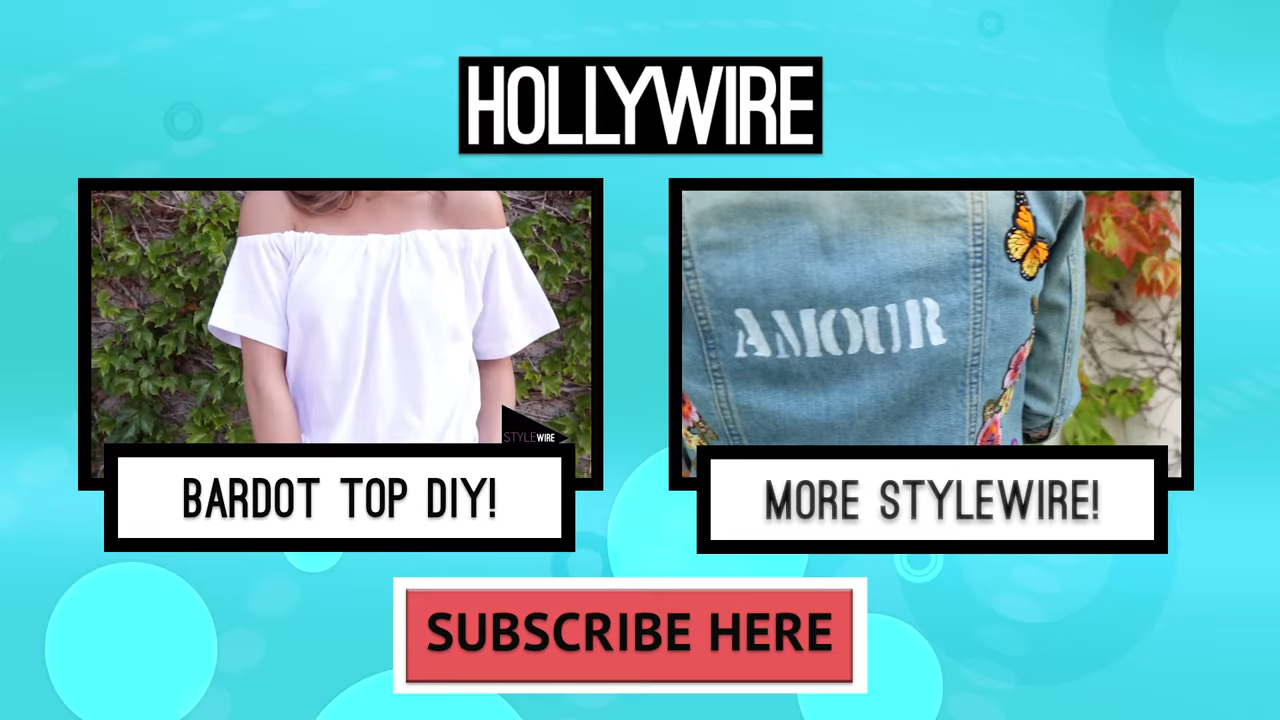 HOLLYWIRE
AMOUR
STYLEWIRE
BARDOT TOP DIY!
MORE STYLEWIRE!
SUBSCRIBE HERE